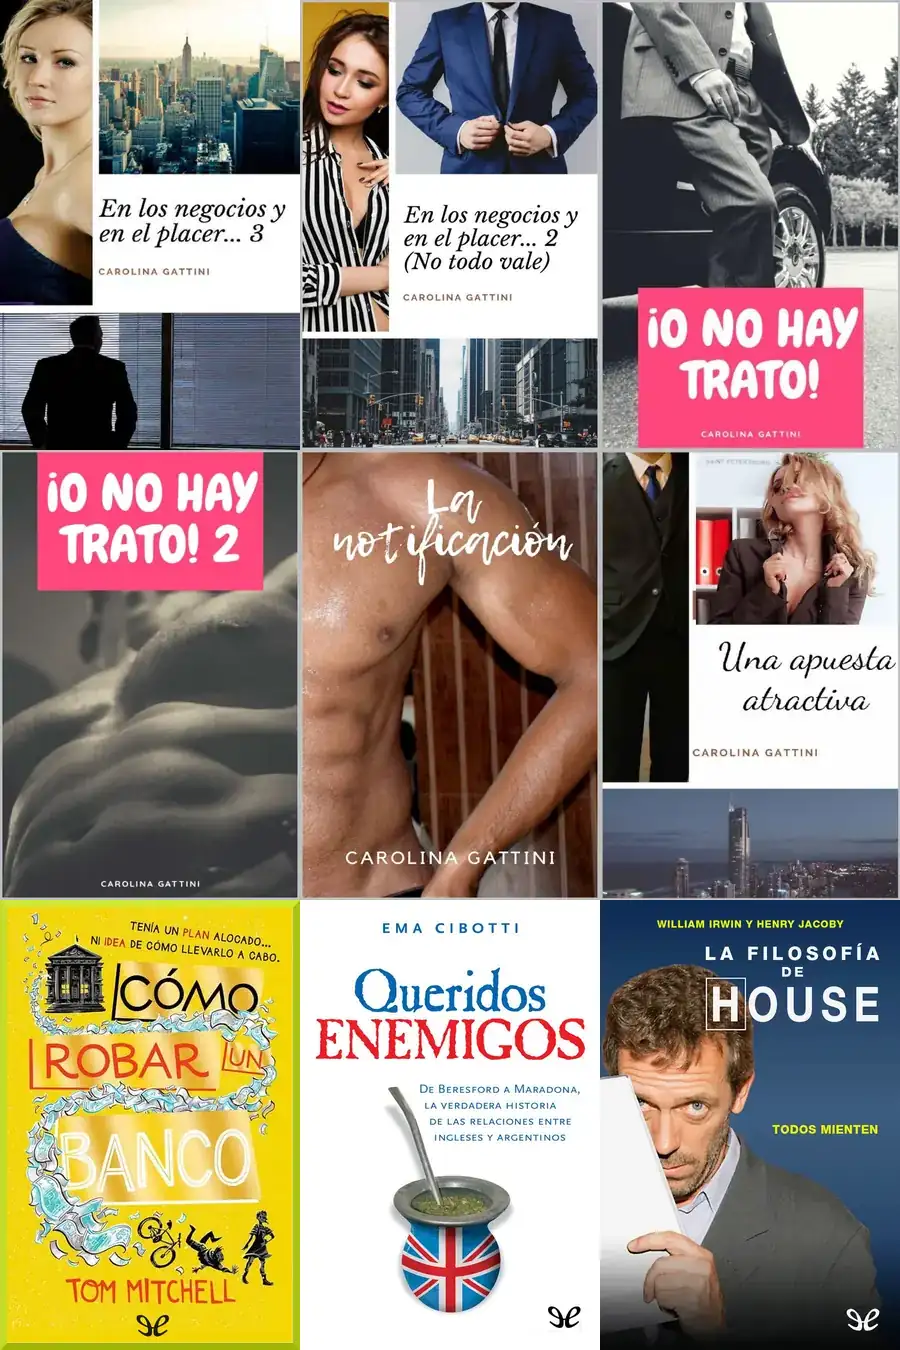 En los negocios y
en el placer... 3
CAROLINA GATTINI
En los negocios y
en el placer... 2
(No todo vale)
CAROLINA GATTINI
¡O NO HAY
TRATO!
CAROLINA GATTINI
¡O NO HAY
TRATO! 2
CAROLINA GATTINI
La
notificación
CAROLINA GATTINI
Una apuesta
atractiva
CAROLINA GATTINI
TENÍA UN PLAN ALOCADO...
NI IDEA DE CÓMO LLEVARLO A CABO.
CÓMO
ROBAR UN
BANCO
TOM MITCHELL
EMA CIBOTTI
Queridos
ENEMIGOS
DE BERESFORD A MARADONA,
LA VERDADERA HISTORIA
DE LAS RELACIONES ENTRE
INGLESES Y ARGENTINOS
WILLIAM IRWIN Y HENRY JACOBY
LA FILOSOFÍA
DE
HOUSE
TODOS MIENTEN